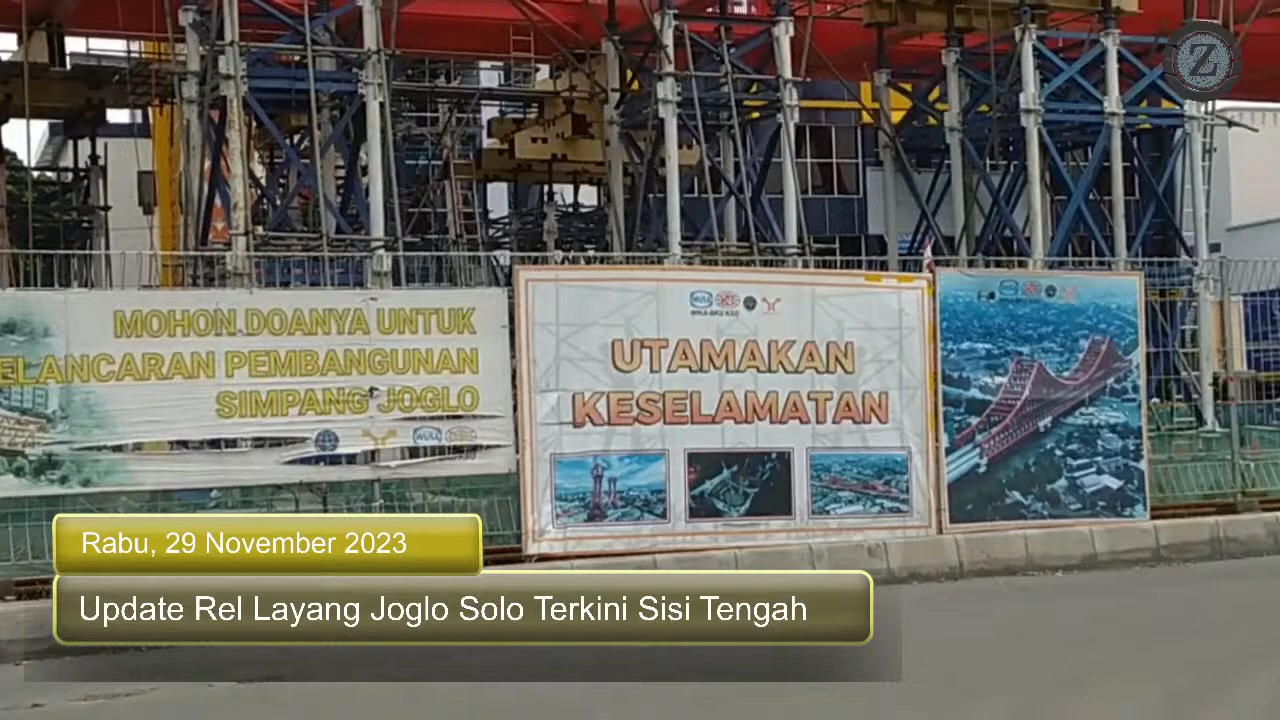 MOHON DOANYA UNTUK
ELANCARAN PEMBANGUNAN
SIMPANG JOGLO
UTAMAKAN
KESELAMATAN
Rabu, 29 November 2023
Update Rel Layang Joglo Solo Terkini Sisi Tengah
Z